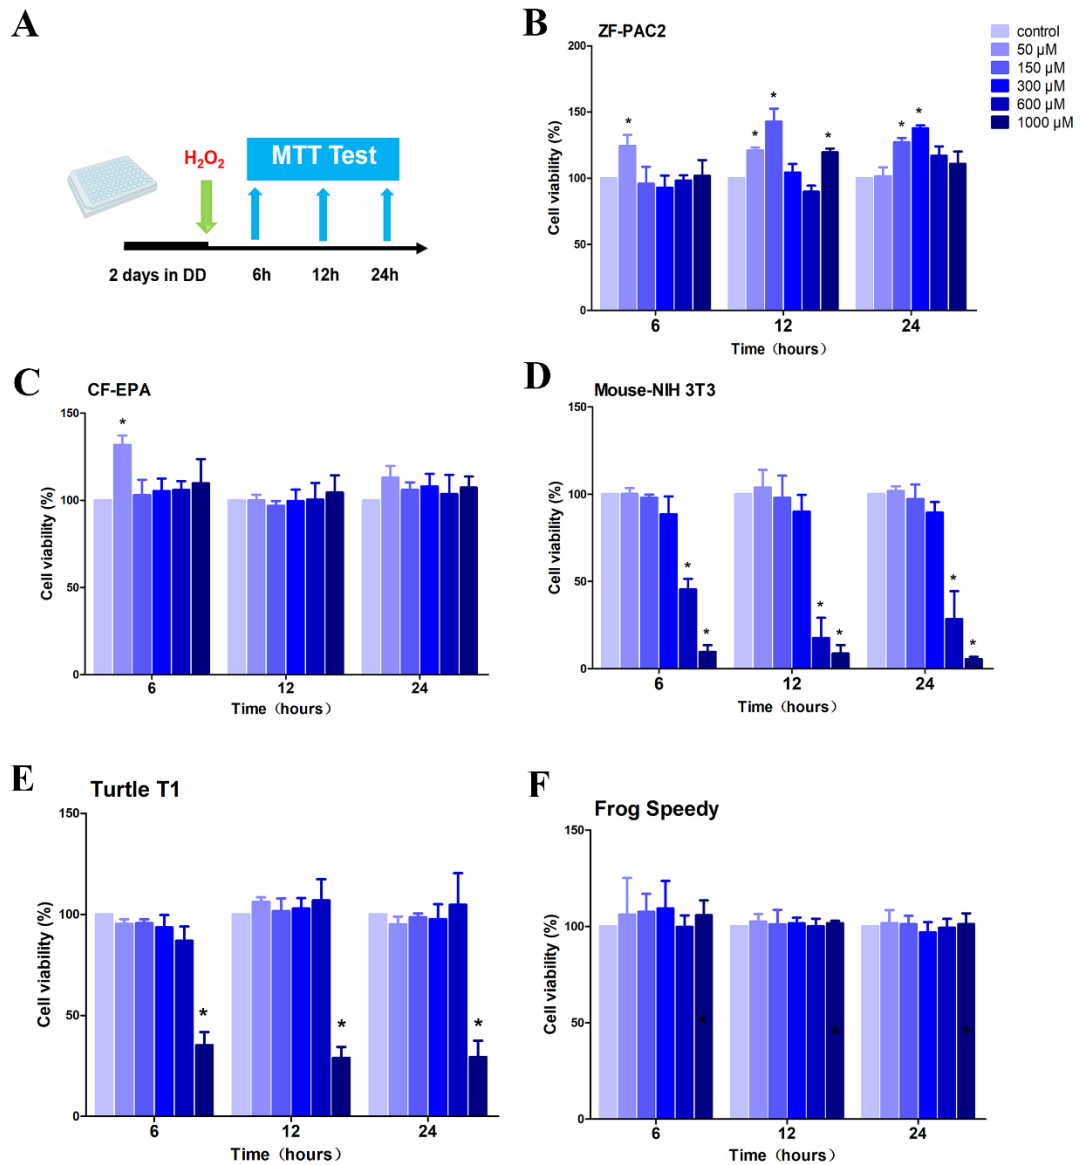 A
H₂O₂
MTT Test
2 days in DD
6h
12h
24h
B
ZF-PAC2
control
50 µM
150 µM
300 µM
600 µM
1000 µM
Cell viability (%)
200
150
100
50
0
* * * * * *
6
12
24
Time（hours）
C
CF-EPA
Cell viability (%)
150
100
50
0
*
6
12
24
Time（hours）
D
Mouse-NIH 3T3
Cell viability (%)
150
100
50
0
* * * * * *
6
12
24
Time（hours）
E
Turtle T1
Cell viability (%)
150
100
50
0
* * *
6
12
24
Time（hours）
F
Frog Speedy
Cell viability (%)
150
100
50
0
* * *
6
12
24
Time（hours）